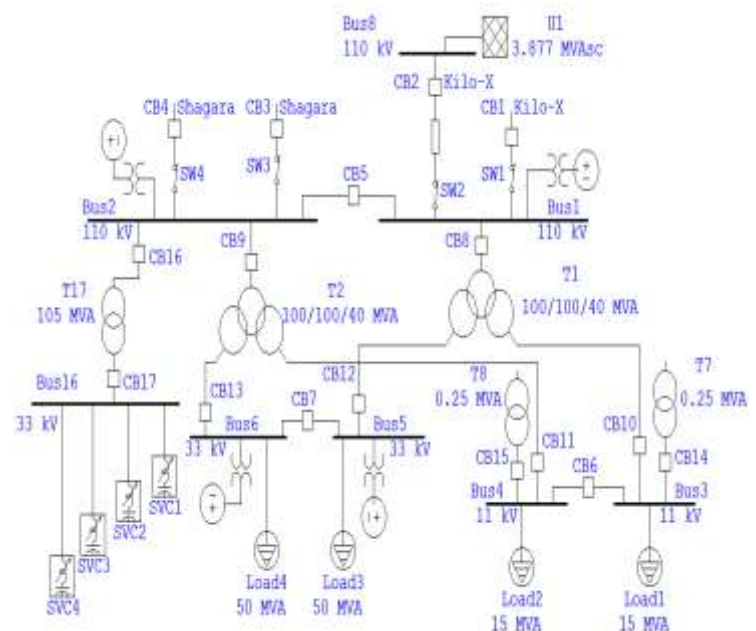 Bus8
U1
110 kV
3.877 MVAsc
CB2
Kilo-X
CB4
Shagara
CB3
Shagara
CB1
Kilo-X
SW4
SW3
CB5
SW2
SW1
Bus2
Bus1
110 kV
110 kV
CB16
CB9
CB8
T17
T2
T1
105 MVA
100/100/40 MVA
100/100/40 MVA
CB17
CB13
CB12
T8
T7
0.25 MVA
0.25 MVA
Bus16
33 kV
CB7
Bus6
Bus5
33 kV
33 kV
CB10
CB11
CB15
CB6
CB14
Bus4
Bus3
11 kV
11 kV
SVC1
SVC2
SVC3
SVC4
Load4
Load3
50 MVA
50 MVA
Load2
Load1
15 MVA
15 MVA